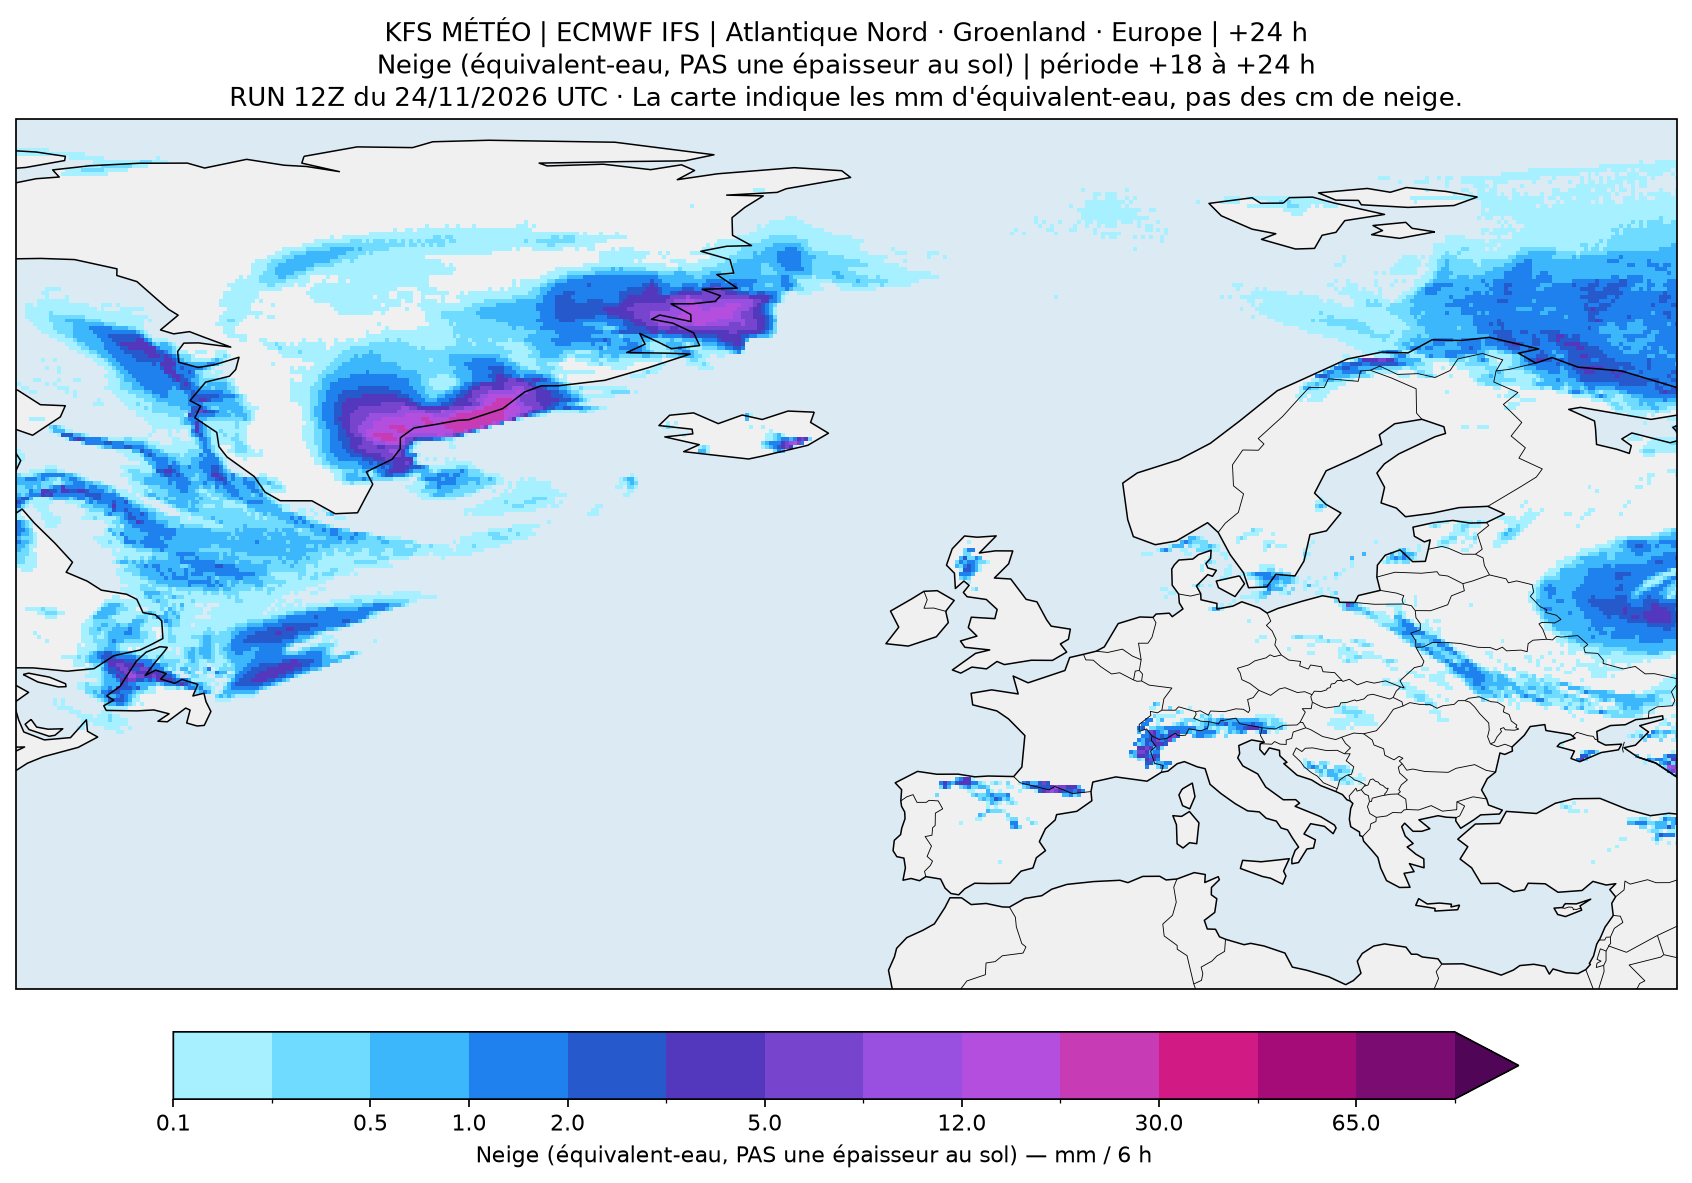 KFS MÉTÉO | ECMWF IFS | Atlantique Nord · Groenland · Europe | +24 h
Neige (équivalent-eau, PAS une épaisseur au sol) | période +18 à +24 h
RUN 12Z du 24/11/2026 UTC · La carte indique les mm d'équivalent-eau, pas des cm de neige.
0.1 0.5 1.0 2.0 5.0 12.0 30.0 65.0
Neige (équivalent-eau, PAS une épaisseur au sol) — mm / 6 h